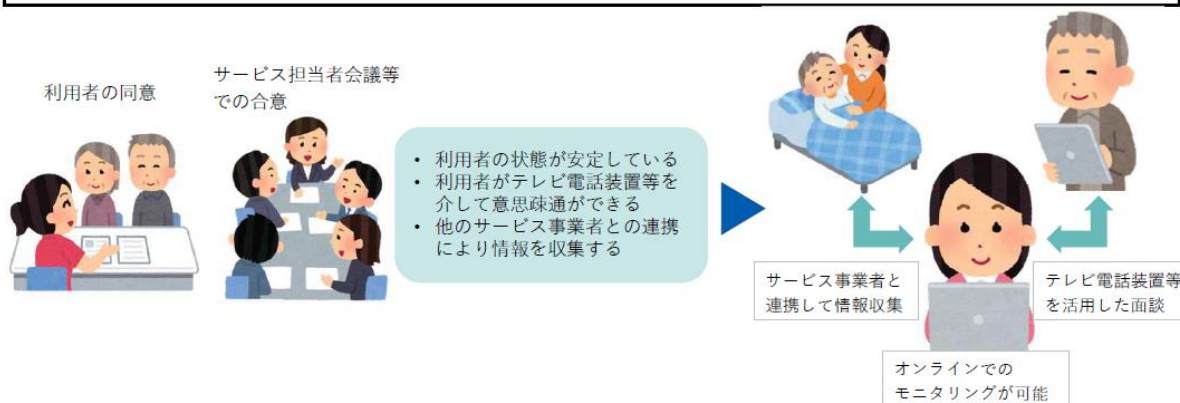 利用者の同意
サービス担当者会議等
での合意
• 利用者の状態が安定している
• 利用者がテレビ電話装置等を
介して意思疎通ができる
• 他のサービス事業者との連携
により情報を収集する
サービス事業者と
連携して情報収集
テレビ電話装置等
を活用した面談
オンラインでの
モニタリングが可能